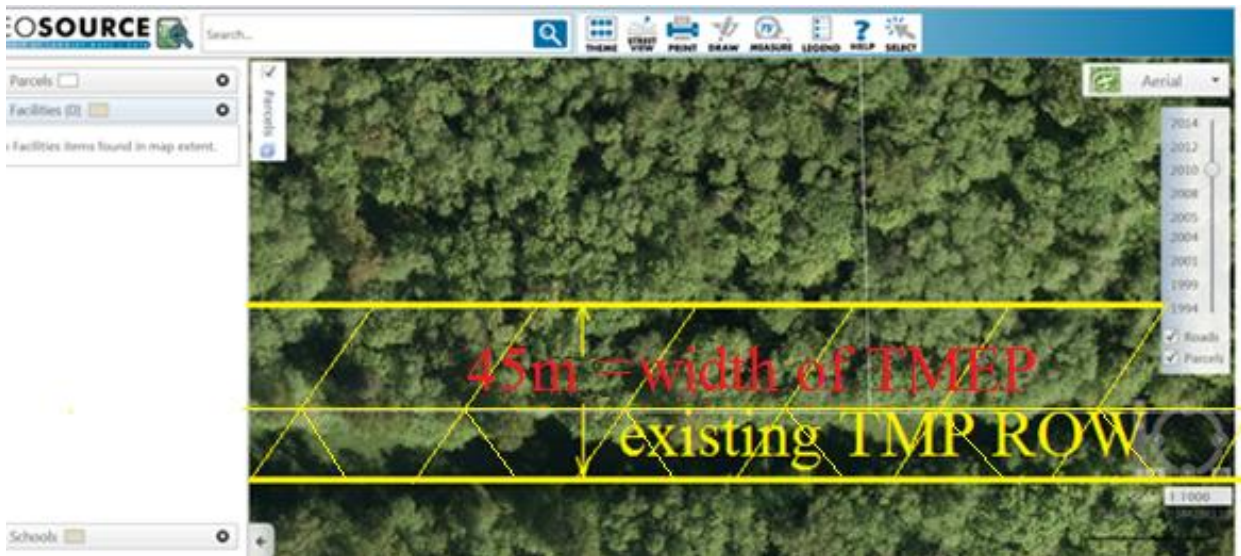 EOSOURCE
Search...
THEME
STREET VIEW
PRINT
DRAW
MEASURE
LEGEND
HELP
SELECT
Parcels
Facilities (0)
Facilities items found in map extent.
Parcels
Aerial
2014
2012
2010
2008
2005
2004
2001
1999
1994
Roads
Parcels
45m = width of TMEP
existing TMP ROW
1:1000
Schools